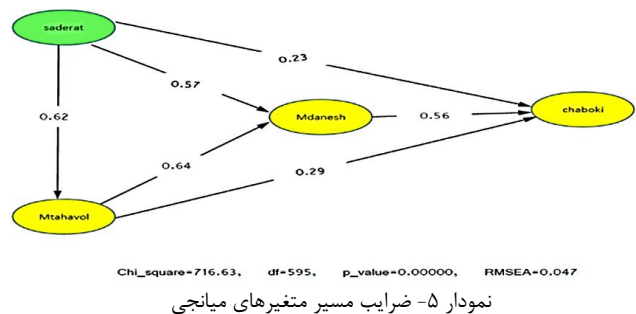 saderat
0.23
0.57
chaboki
0.62
Mdanesh
0.56
0.64
0.29
Mtahavol
Chi_square=716.63, df=595, p_value=0.00000, RMSEA=0.047
نمودار ۵- ضرایب مسیر متغیرهای میانجی